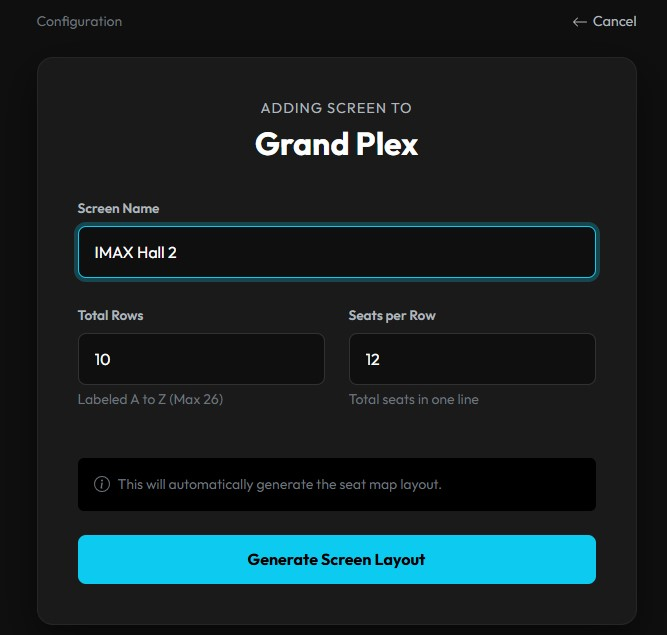 Configuration
← Cancel
ADDING SCREEN TO
Grand Plex
Screen Name
IMAX Hall 2
Total Rows
Seats per Row
10
12
Labeled A to Z (Max 26)
Total seats in one line
This will automatically generate the seat map layout.
Generate Screen Layout